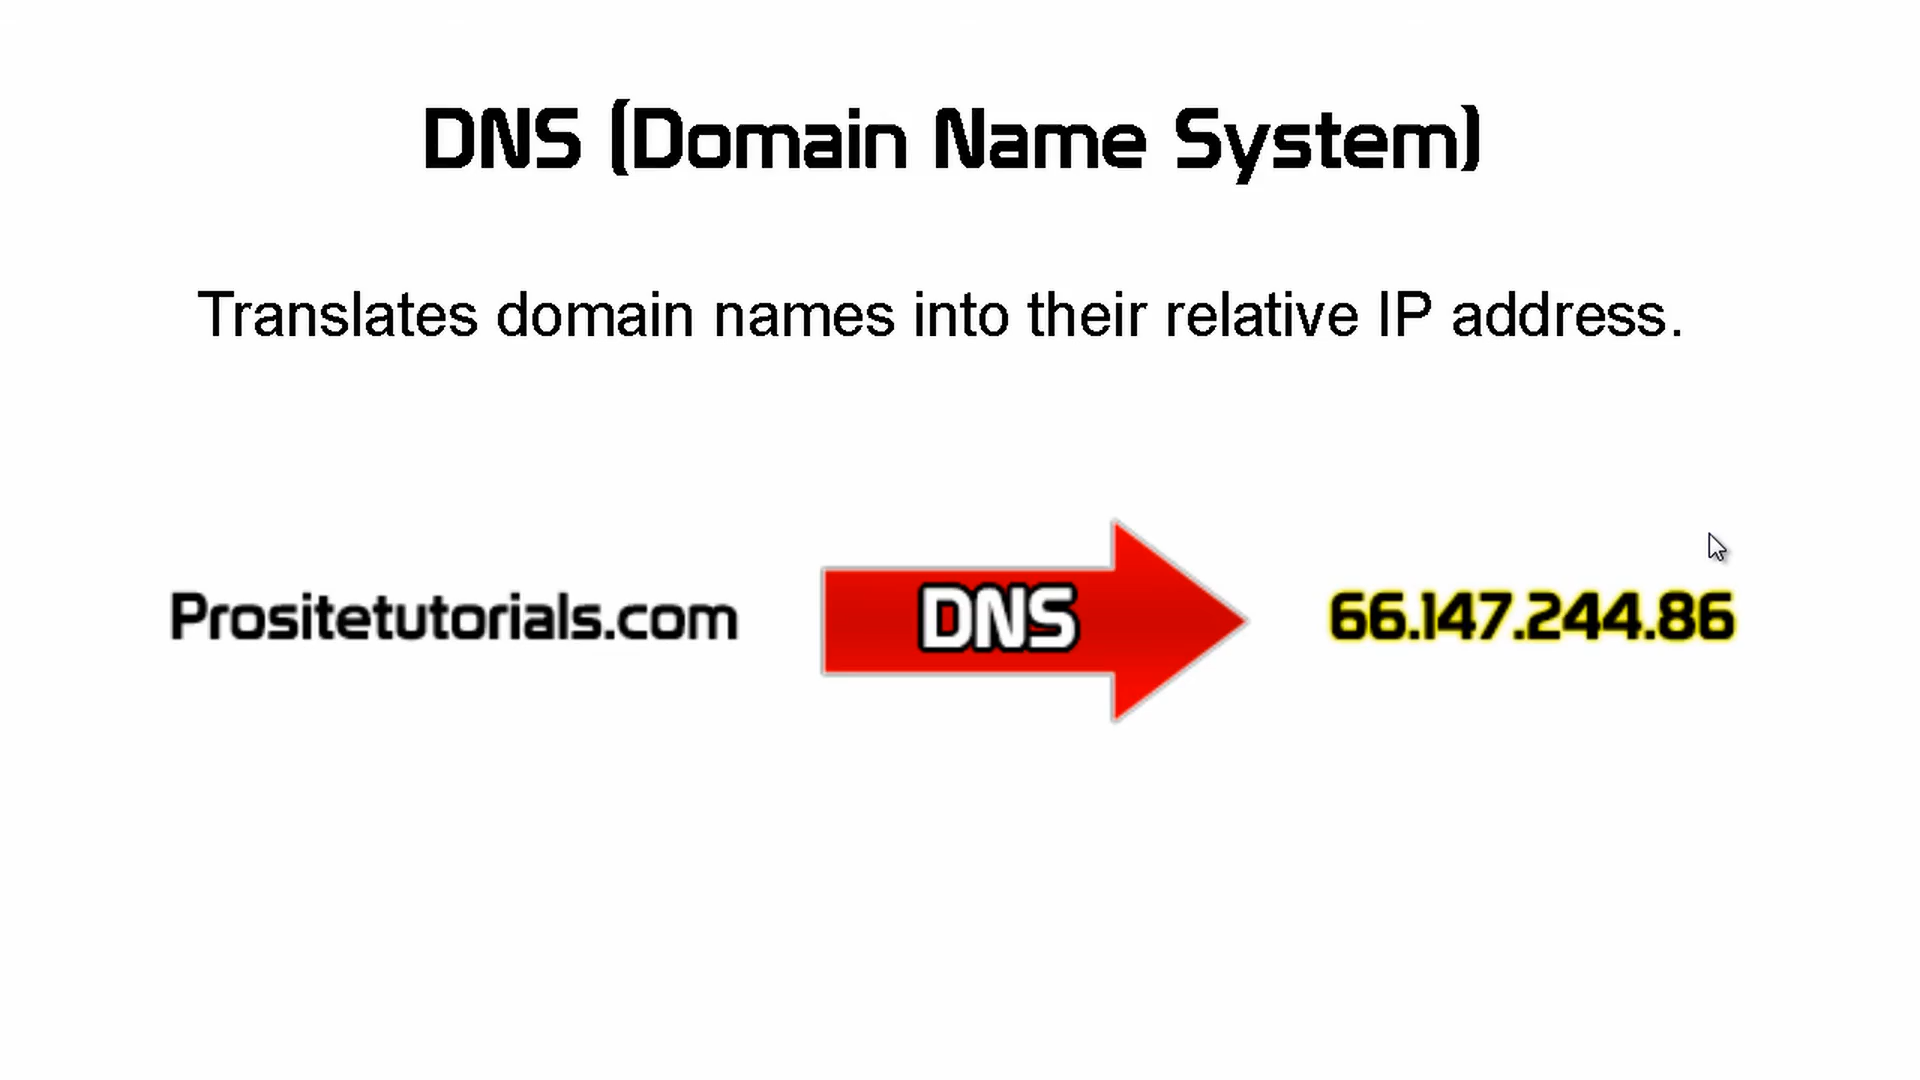 DNS (Domain Name System)
Translates domain names into their relative IP address.
Prositetutorials.com
DNS
66.147.244.86